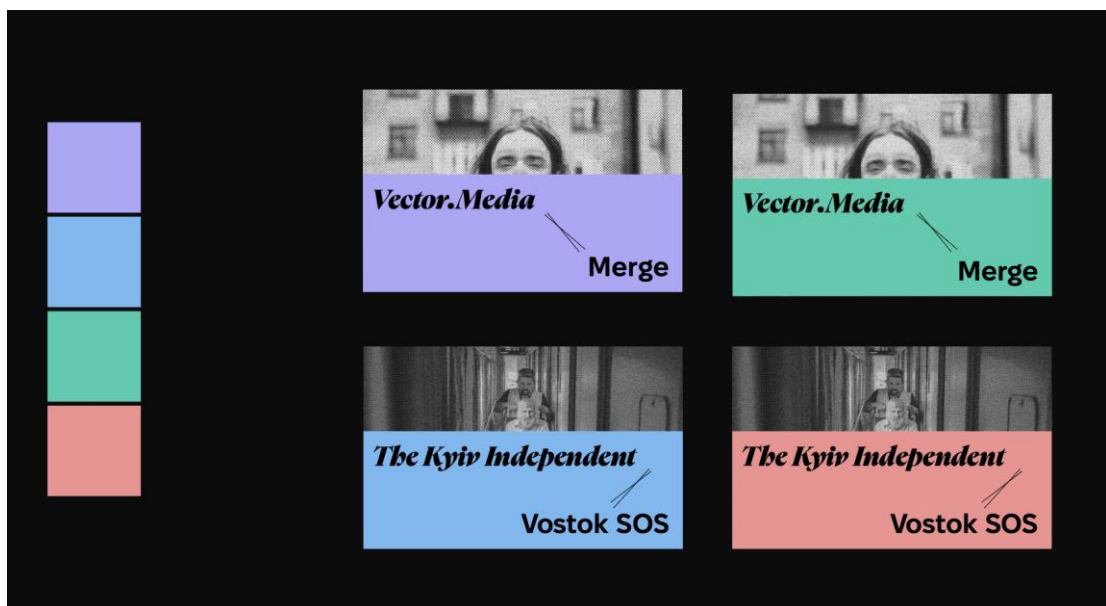 Vector.Media
Merge
Vector.Media
Merge
The Kyiv Independent
Vostok SOS
The Kyiv Independent
Vostok SOS